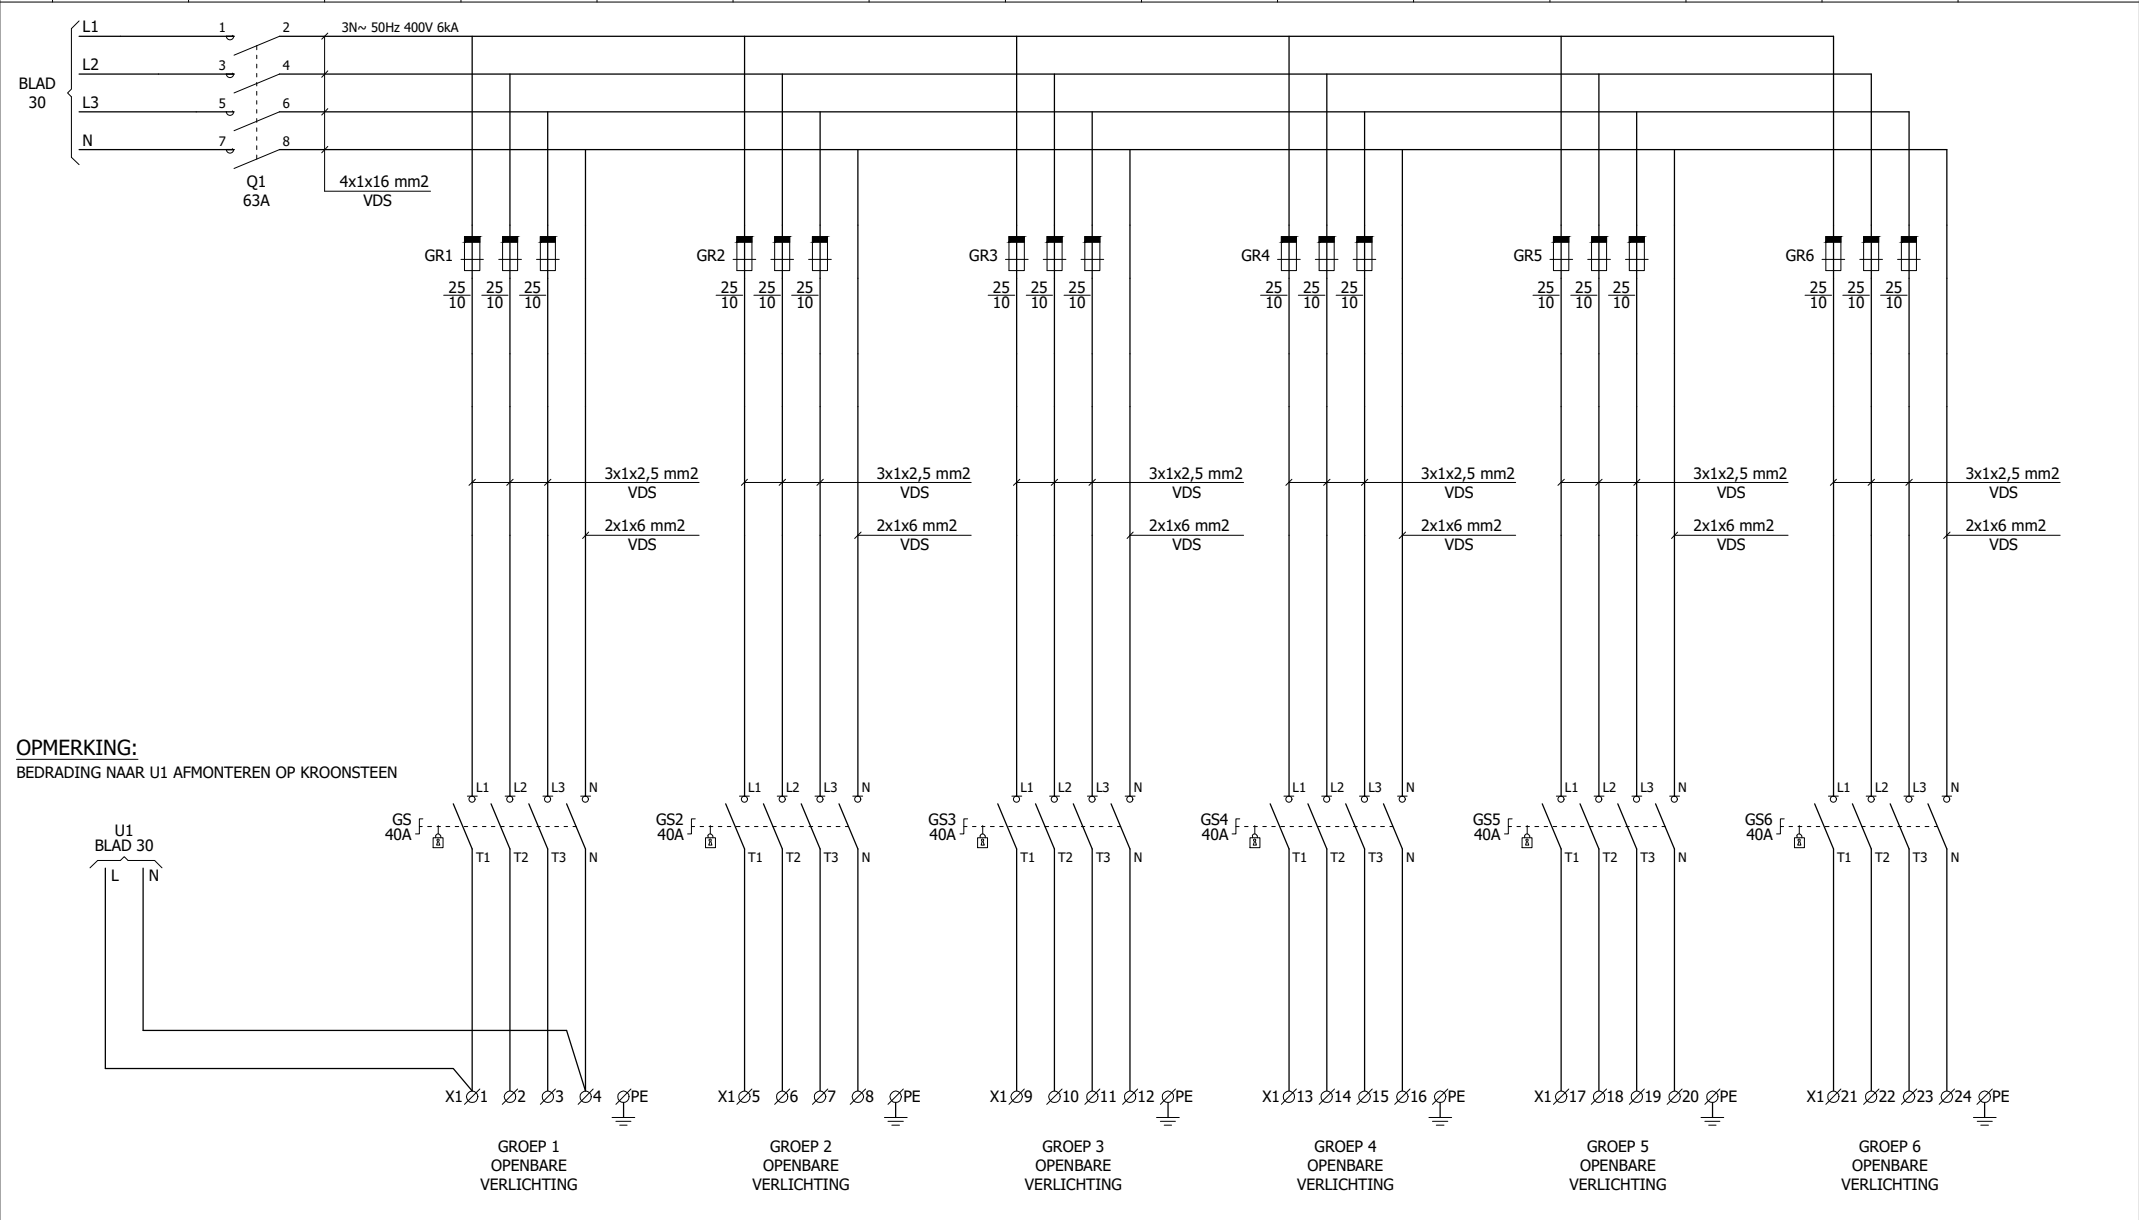 L1 1 2 3N~ 50Hz 400V 6kA
L2 3 4
BLAD
30
L3 5 6
N 7 8
Q1
63A
4x1x16 mm2
VDS
GR1 GR2 GR3 GR4 GR5 GR6
25 25 25 25 25 25 25 25 25 25 25 25 25 25 25 25 25 25
10 10 10 10 10 10 10 10 10 10 10 10 10 10 10 10 10 10
3x1x2,5 mm2 3x1x2,5 mm2 3x1x2,5 mm2 3x1x2,5 mm2 3x1x2,5 mm2 3x1x2,5 mm2
VDS VDS VDS VDS VDS VDS
2x1x6 mm2 2x1x6 mm2 2x1x6 mm2 2x1x6 mm2 2x1x6 mm2 2x1x6 mm2
VDS VDS VDS VDS VDS VDS
OPMERKING:
BEDRADING NAAR U1 AFMONTEREN OP KROONSTEEN
L1 L2 L3 N L1 L2 L3 N L1 L2 L3 N L1 L2 L3 N L1 L2 L3 N L1 L2 L3 N
GS GS2 GS3 GS4 GS5 GS6
40A 40A 40A 40A 40A 40A
T1 T2 T3 N T1 T2 T3 N T1 T2 T3 N T1 T2 T3 N T1 T2 T3 N T1 T2 T3 N
U1
BLAD 30
L N
X1 1 2 3 4 PE X1 5 6 7 8 PE X1 9 10 11 12 PE X1 13 14 15 16 PE X1 17 18 19 20 PE X1 21 22 23 24 PE
GROEP 1 GROEP 2 GROEP 3 GROEP 4 GROEP 5 GROEP 6
OPENBARE OPENBARE OPENBARE OPENBARE OPENBARE OPENBARE
VERLICHTING VERLICHTING VERLICHTING VERLICHTING VERLICHTING VERLICHTING